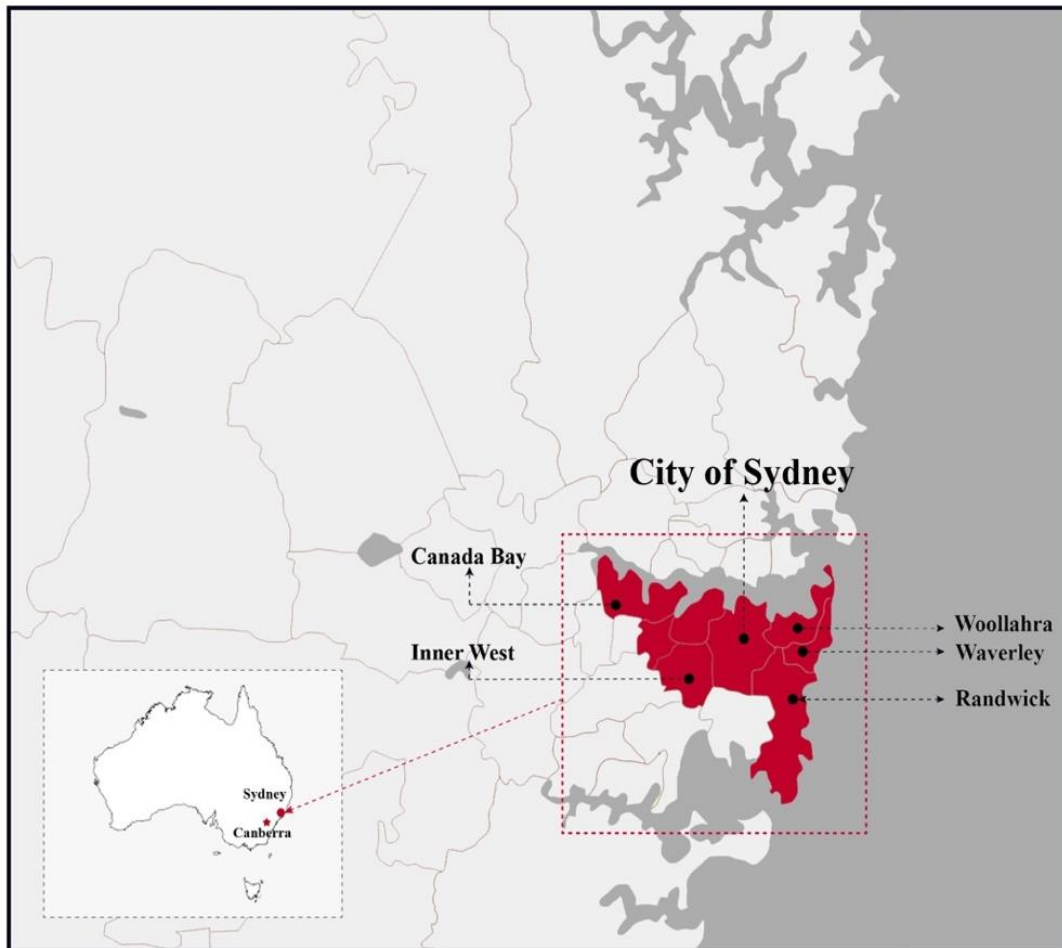 City of Sydney
Canada Bay
Woollahra
Inner West
Waverley
Randwick
Sydney
Canberra